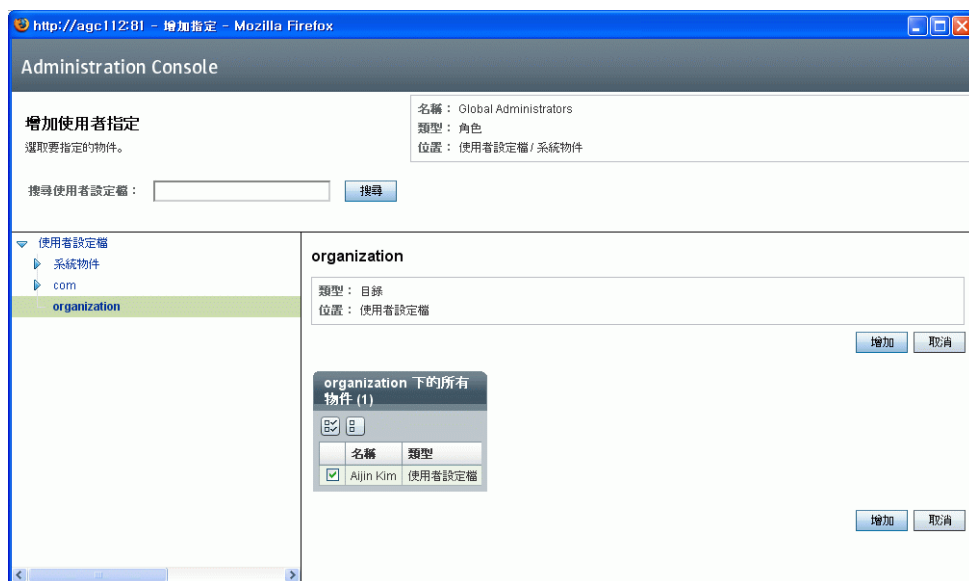 http://agc112:81 - 增加指定 - Mozilla Firefox
Administration Console
增加使用者指定
選取要指定的物件。
名稱： Global Administrators
類型： 角色
位置： 使用者設定檔 / 系統物件
搜尋使用者設定檔：
搜尋
使用者設定檔
系統物件
com
organization
organization
類型： 目錄
位置： 使用者設定檔
增加 取消
organization 下的所有
物件 (1)
名稱 類型
Aijin Kim 使用者設定檔
增加 取消